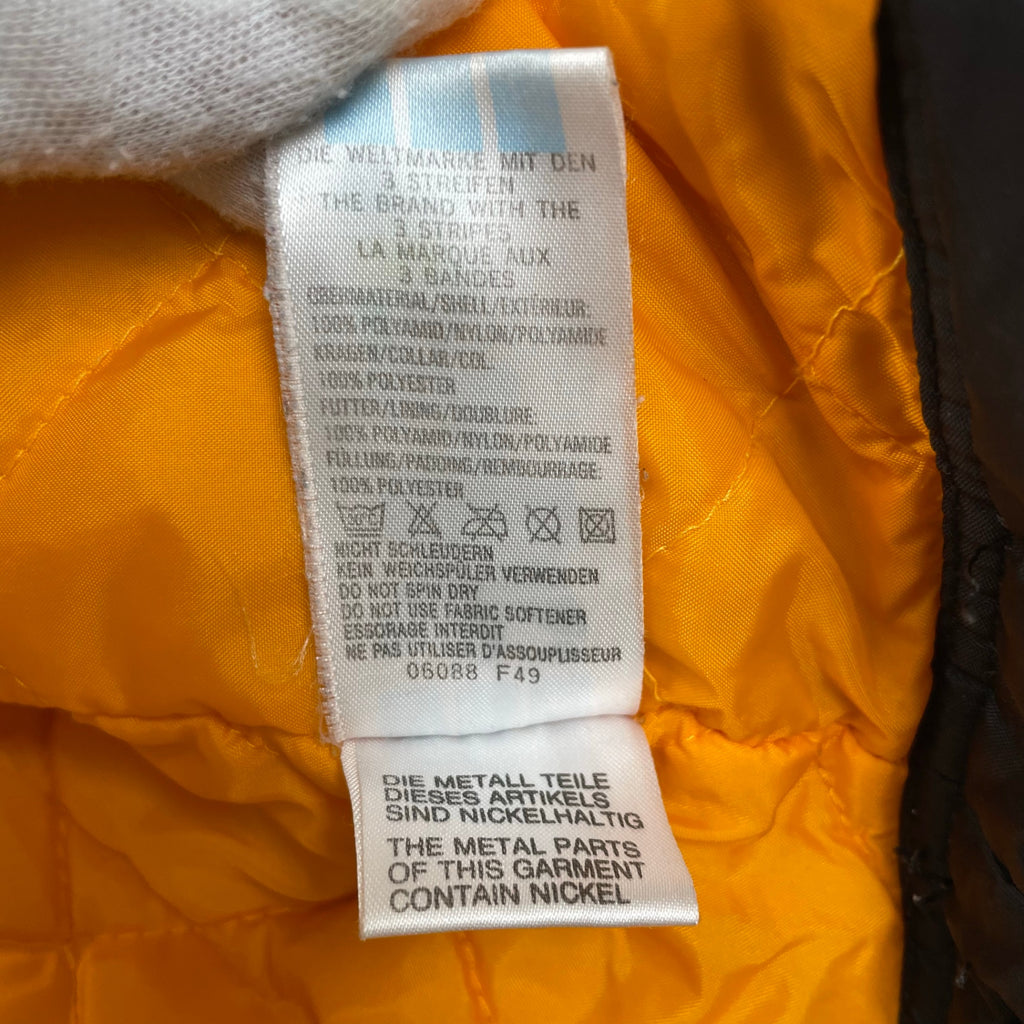 DIE WELTMARKE MIT DEN
3 STREIFEN
THE BRAND WITH THE
3 STRIPES
LA MARQUE AUX
3 BANDES
OBERMATERIAL/SHELL/EXTERIEUR:
100% POLYAMID/NYLON/POLYAMIDE
KRAGEN/COLLAR/COL:
100% POLYESTER
FUTTER/LINING/DOUBLURE:
100% POLYAMID/NYLON/POLYAMIDE
FÜLLUNG/PADDING/REMBOURRAGE:
100% POLYESTER
NICHT SCHLEUDERN
KEIN WEICHSPÜLER VERWENDEN
DO NOT SPIN DRY
DO NOT USE FABRIC SOFTENER
ESSORAGE INTERDIT
NE PAS UTILISER D'ASSOUPLISSEUR
06088 F49
DIE METALL TEILE
DIESES ARTIKELS
SIND NICKELHALTIG
THE METAL PARTS
OF THIS GARMENT
CONTAIN NICKEL